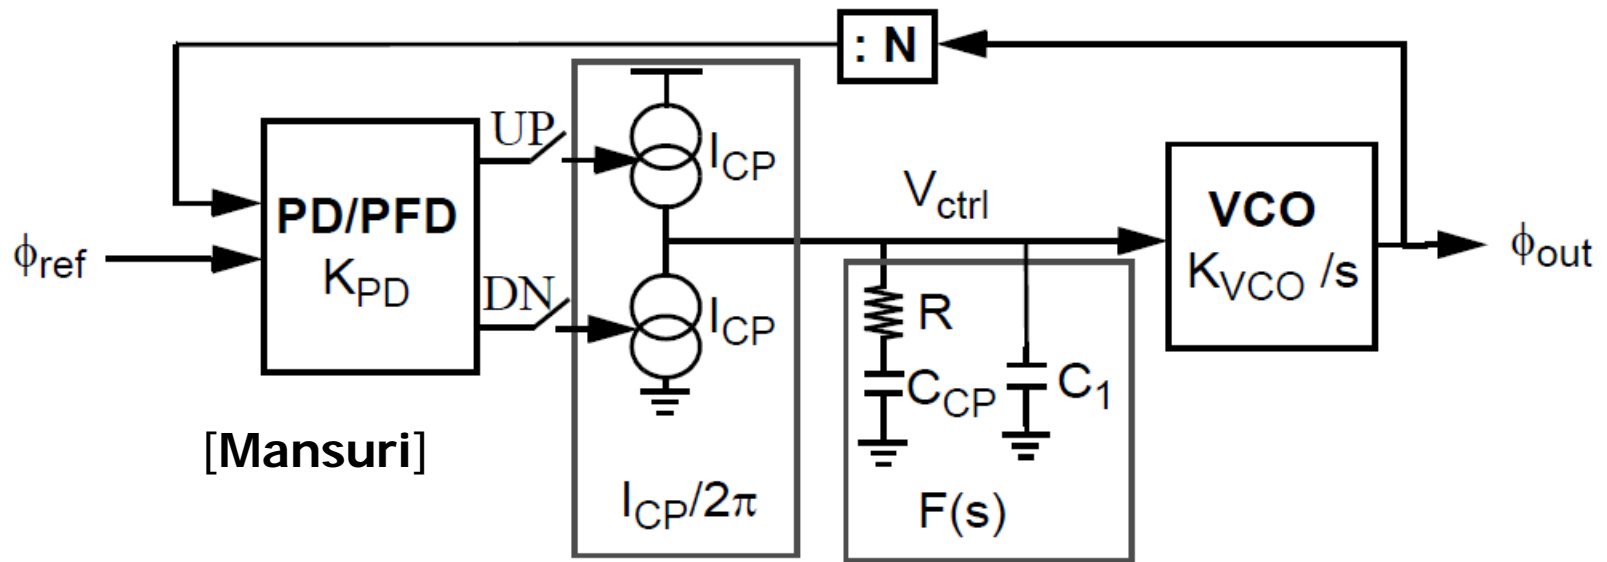 : N
UP
I_CP
PD/PFD
K_PD
ϕ_ref
DN
I_CP
V_ctrl
VCO
K_VCO /s
ϕ_out
R
C_CP
C_1
[Mansuri]
I_CP/2π
F(s)